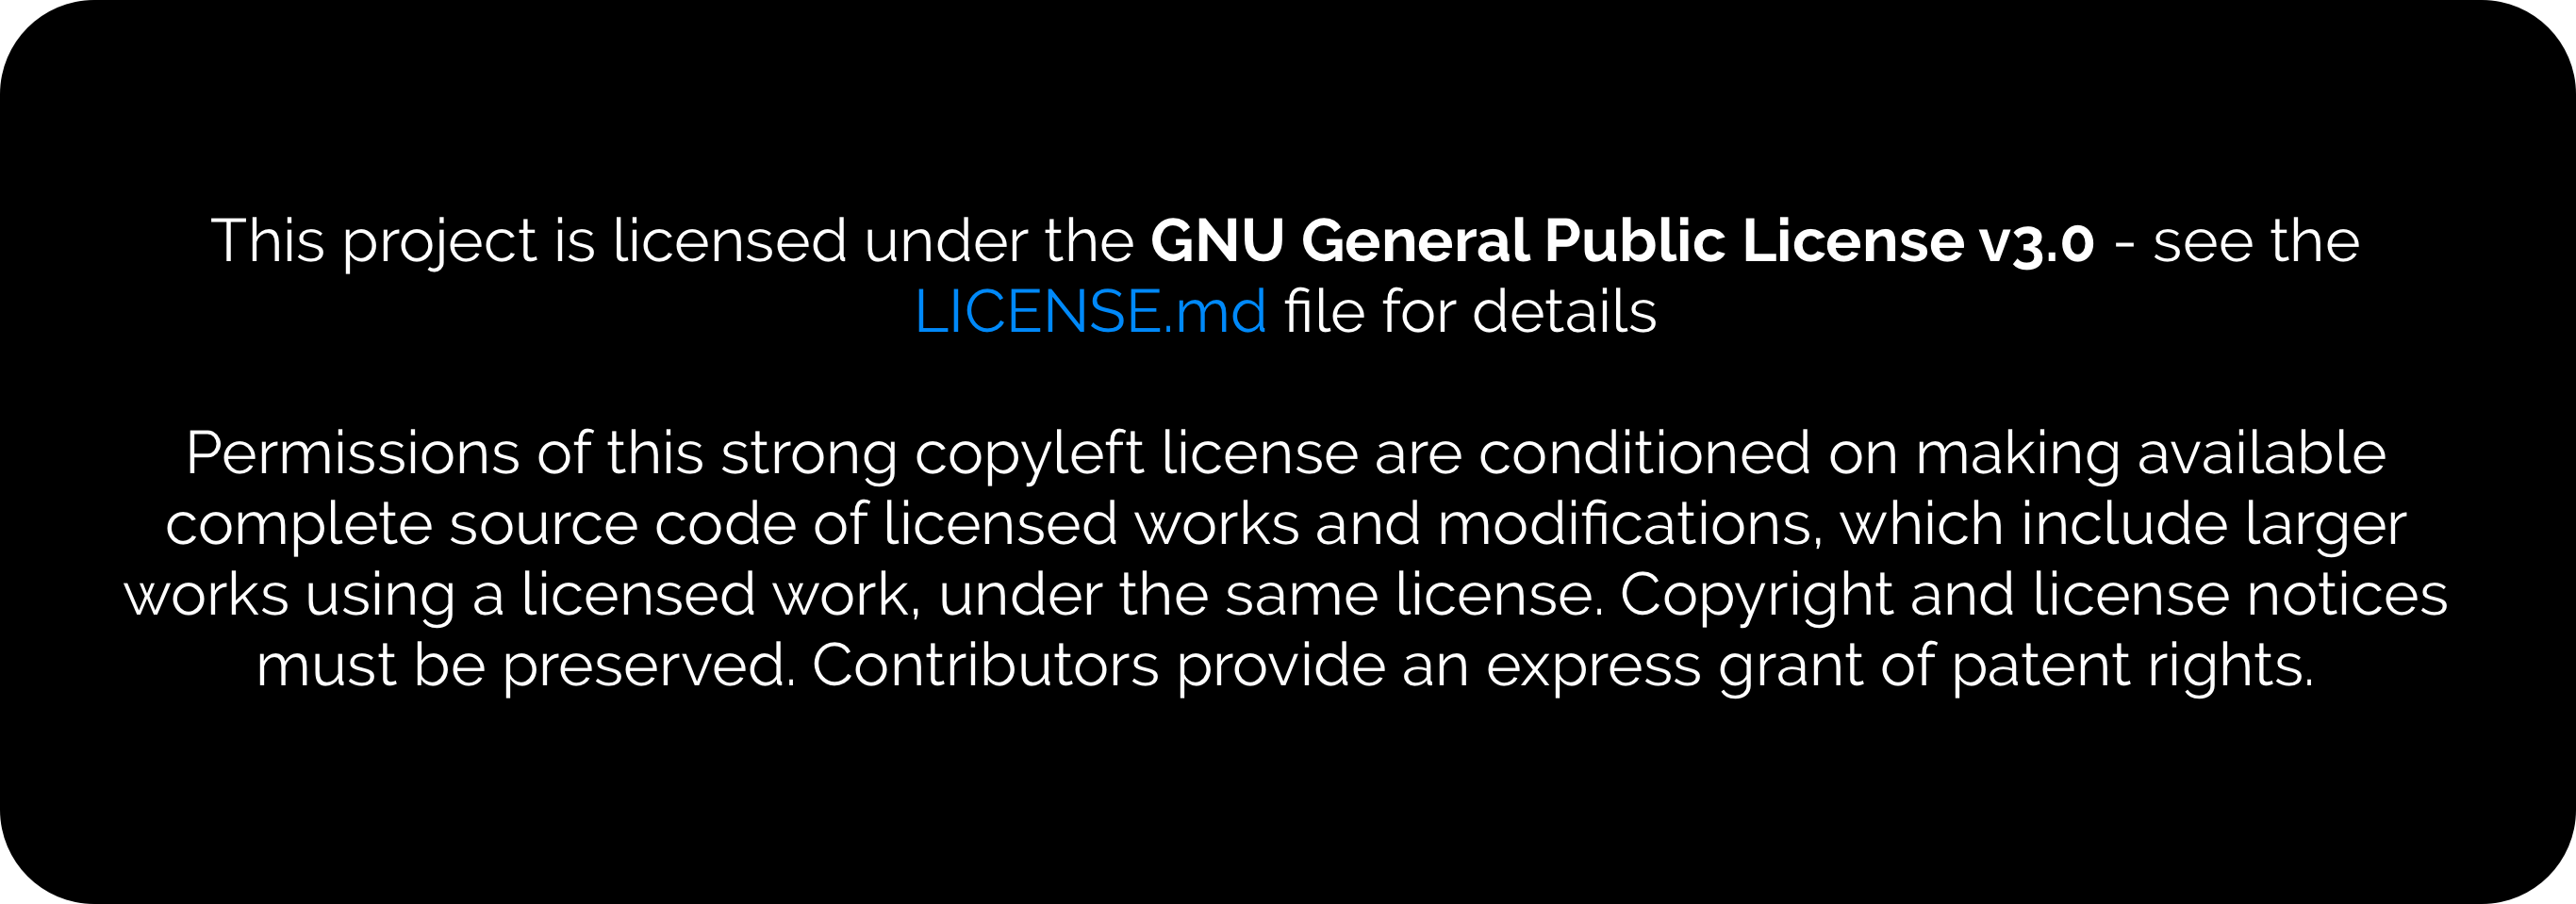 This project is licensed under the GNU General Public License v3.0 - see the
LICENSE.md file for details
Permissions of this strong copyleft license are conditioned on making available
complete source code of licensed works and modifications, which include larger
works using a licensed work, under the same license. Copyright and license notices
must be preserved. Contributors provide an express grant of patent rights.